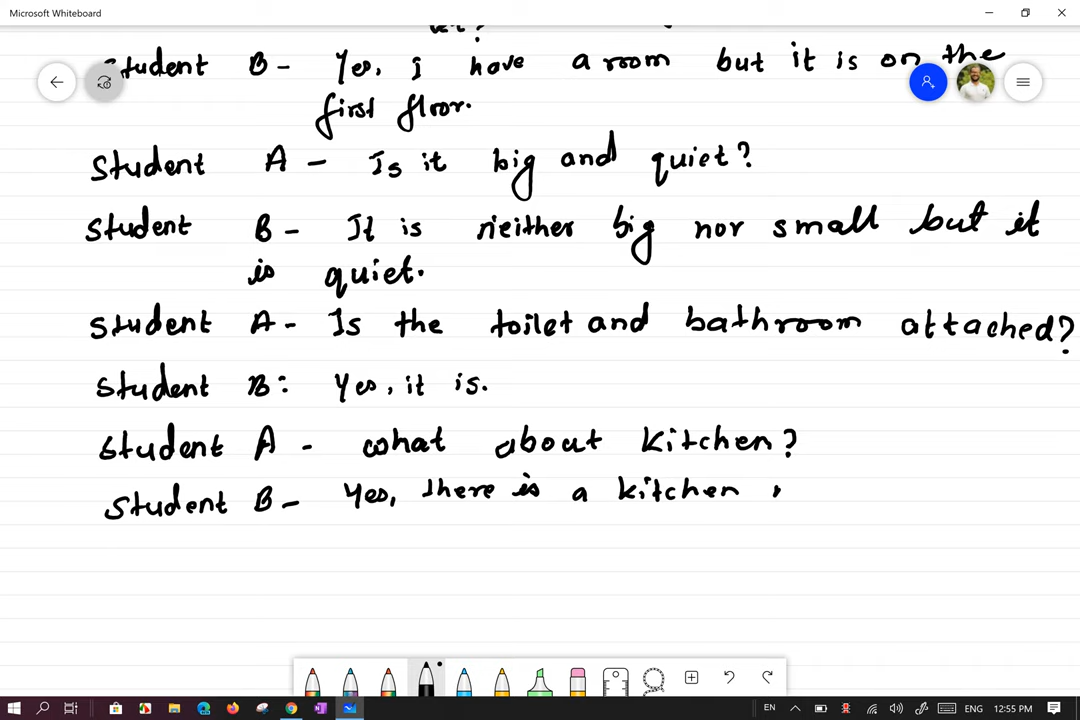 Microsoft Whiteboard
Student B - Yes, I have a room but it is on the
first floor.
Student A - Is it big and quiet?
Student B - It is neither big nor small but it
is quiet.
Student A - Is the toilet and bathroom attached?
Student B: Yes, it is.
Student A - What about kitchen?
Student B - Yes, there is a kitchen
EN
ENG
12:55 PM